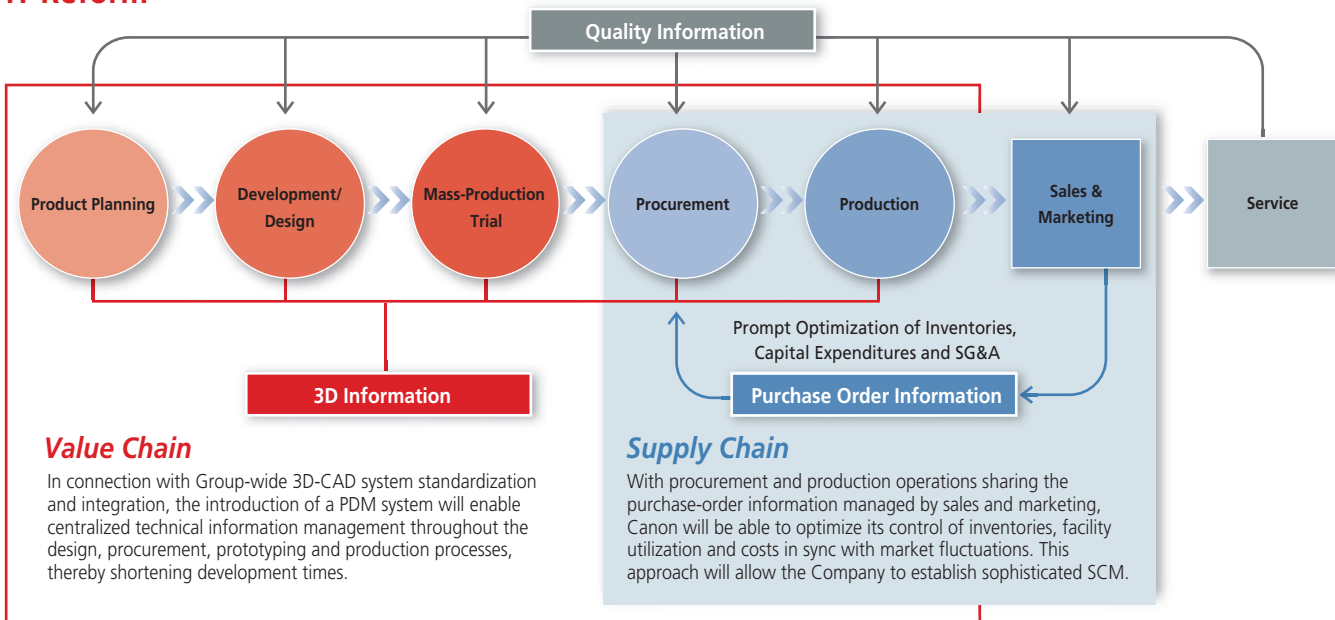 IT Reform
Quality Information
Product Planning
Development/
Design
Mass-Production
Trial
Procurement
Production
Sales &
Marketing
Service
Prompt Optimization of Inventories,
Capital Expenditures and SG&A
3D Information
Purchase Order Information
Value Chain
In connection with Group-wide 3D-CAD system standardization
and integration, the introduction of a PDM system will enable
centralized technical information management throughout the
design, procurement, prototyping and production processes,
thereby shortening development times.
Supply Chain
With procurement and production operations sharing the
purchase-order information managed by sales and marketing,
Canon will be able to optimize its control of inventories, facility
utilization and costs in sync with market fluctuations. This
approach will allow the Company to establish sophisticated SCM.